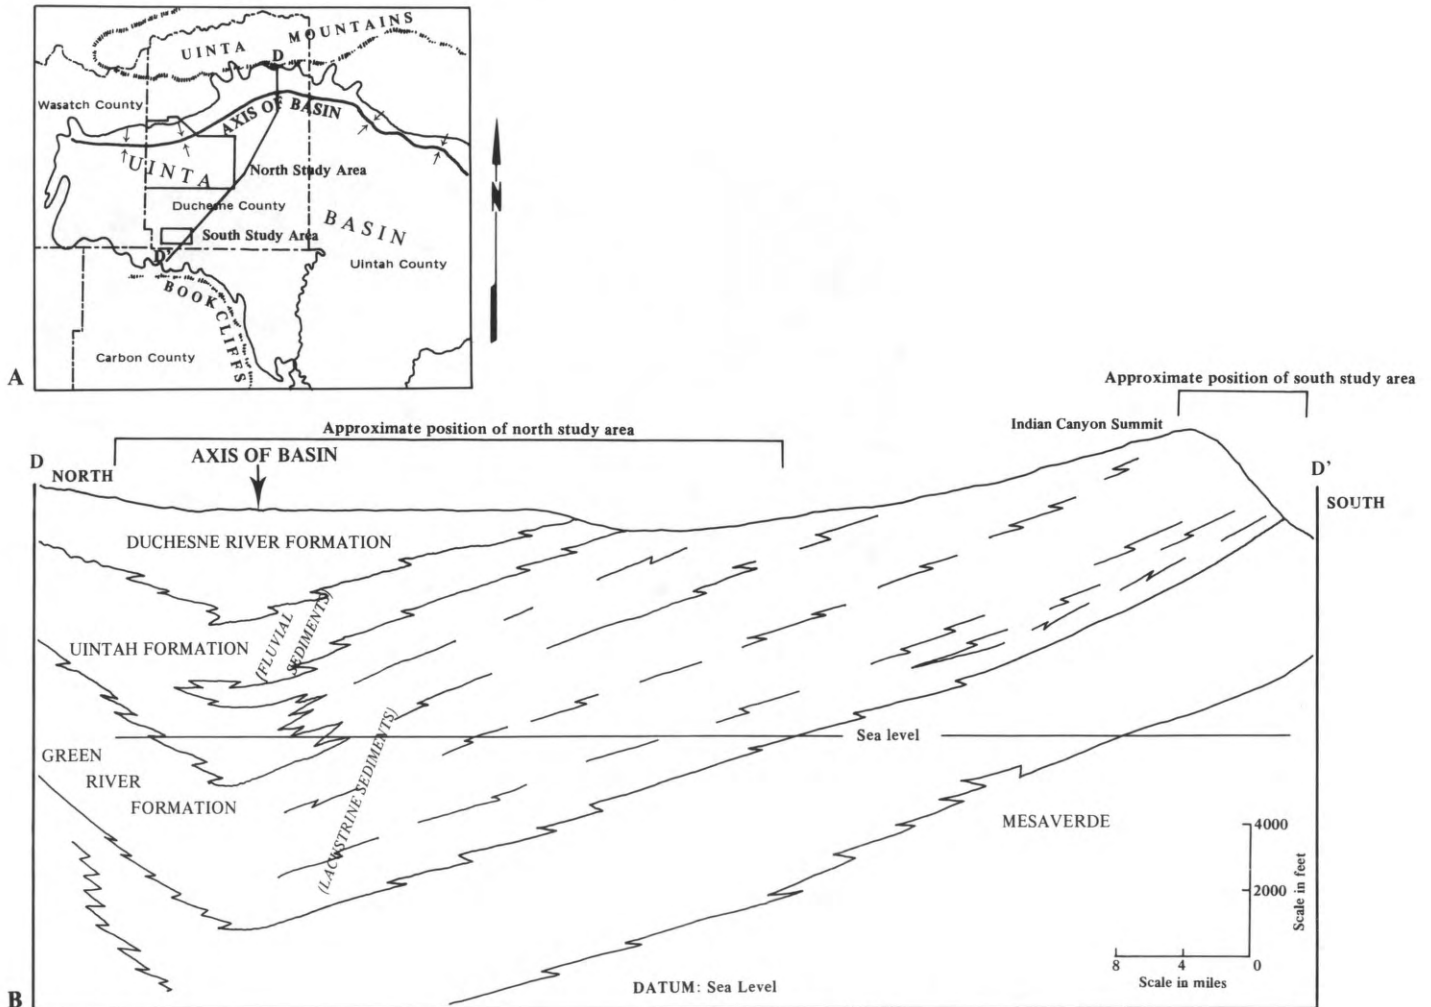 UINTA MOUNTAINS
D
Wasatch County
AXIS OF BASIN
UINTA
North Study Area
Duchesne County
BASIN
South Study Area
Uintah County
D'
BOOK CLIFFS
Carbon County
N
A
Approximate position of south study area
Approximate position of north study area
Indian Canyon Summit
AXIS OF BASIN
D
NORTH
D'
SOUTH
DUCHESNE RIVER FORMATION
(FLUVIAL
SEDIMENTS)
UINTAH FORMATION
Sea level
GREEN
RIVER
FORMATION
(LACUSTRINE SEDIMENTS)
MESAVERDE
4000
2000
Scale in feet
8 4 0
Scale in miles
DATUM: Sea Level
B